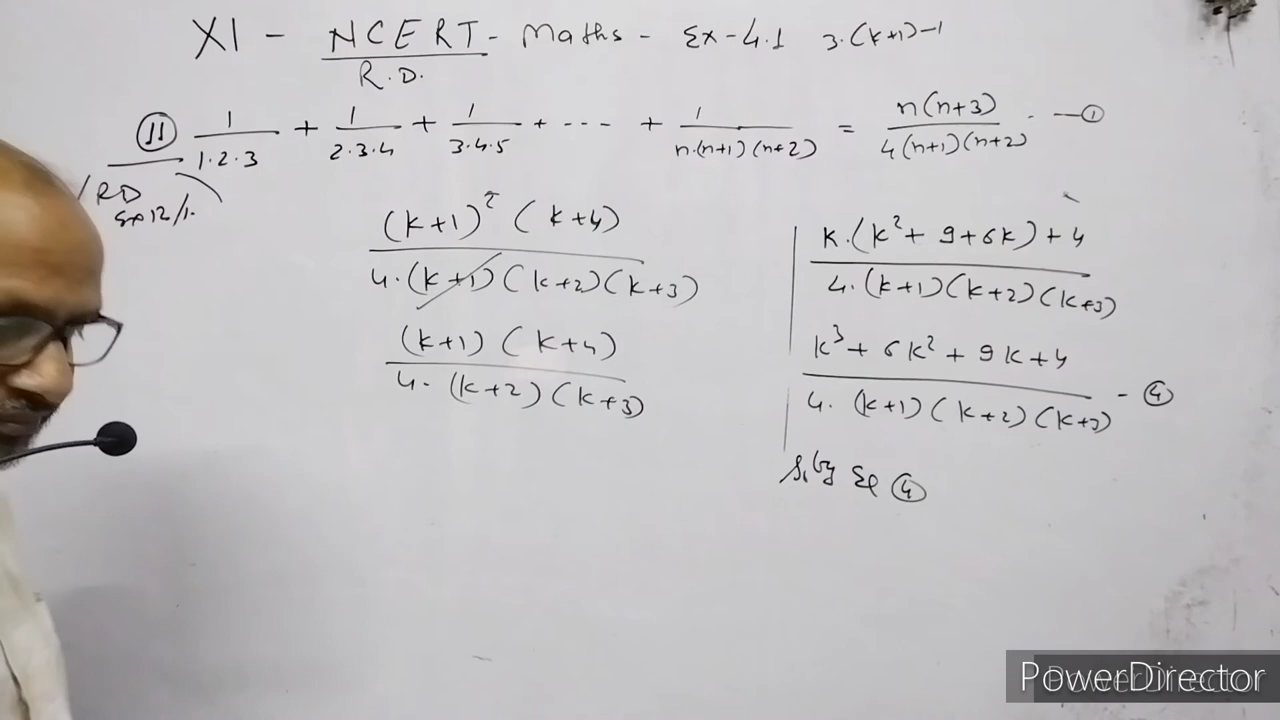 XI - NCERT - Maths - Ex-4.1 3.(k+1)-1
R.D.
(11) 1/1.2.3 + 1/2.3.4 + 1/3.4.5 + ---- + 1/n.(n+1)(n+2) = n(n+3)/4(n+1)(n+2) - (1)
RD
Ex 12/1.
(k+1)² (k+4)/4.(k+1)(k+2)(k+3)
(k+1) (k+4)/4. (k+2)(k+3)
k.(k²+9+6k)+4/4.(k+1)(k+2)(k+3)
k³+6k²+9k+4/4. (k+1)(k+2)(k+3) - (4)
by Eq (4)
PowerDirector